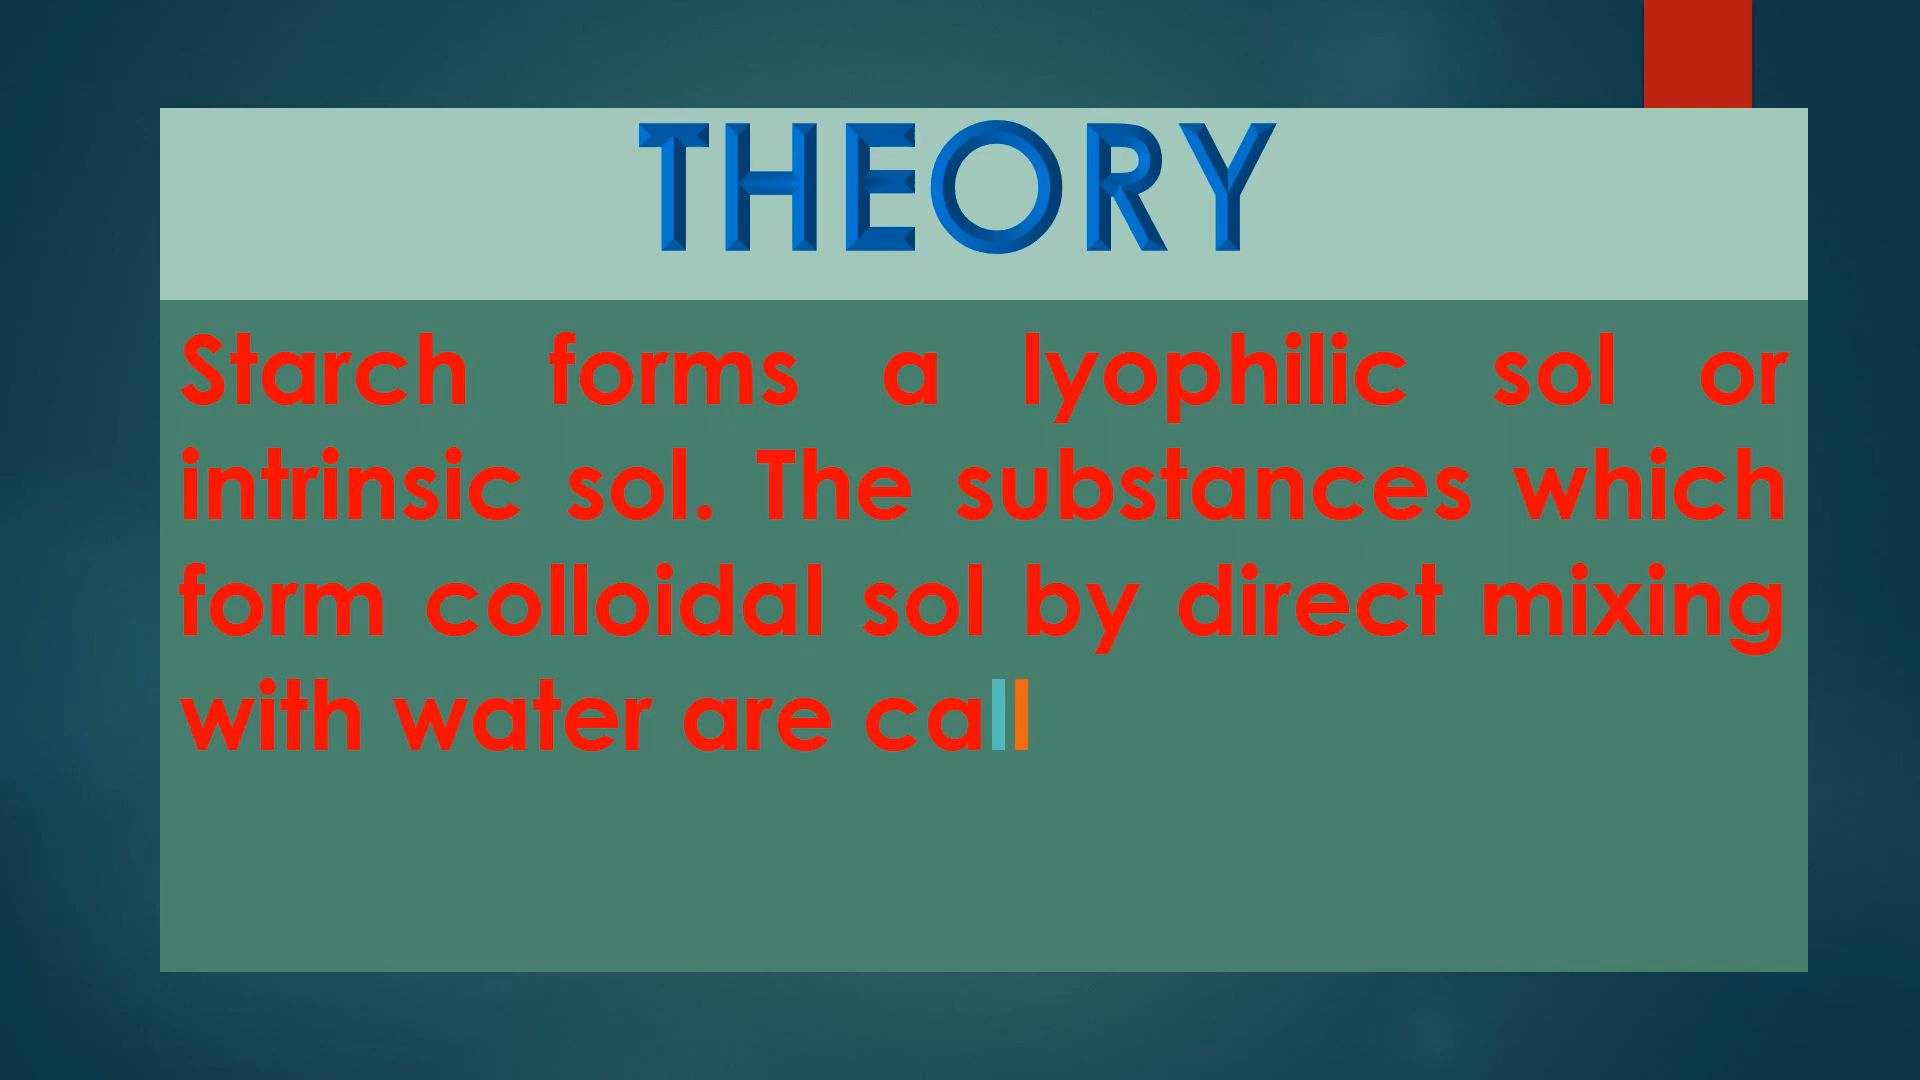 THEORY
Starch forms a lyophilic sol or
intrinsic sol. The substances which
form colloidal sol by direct mixing
with water are call